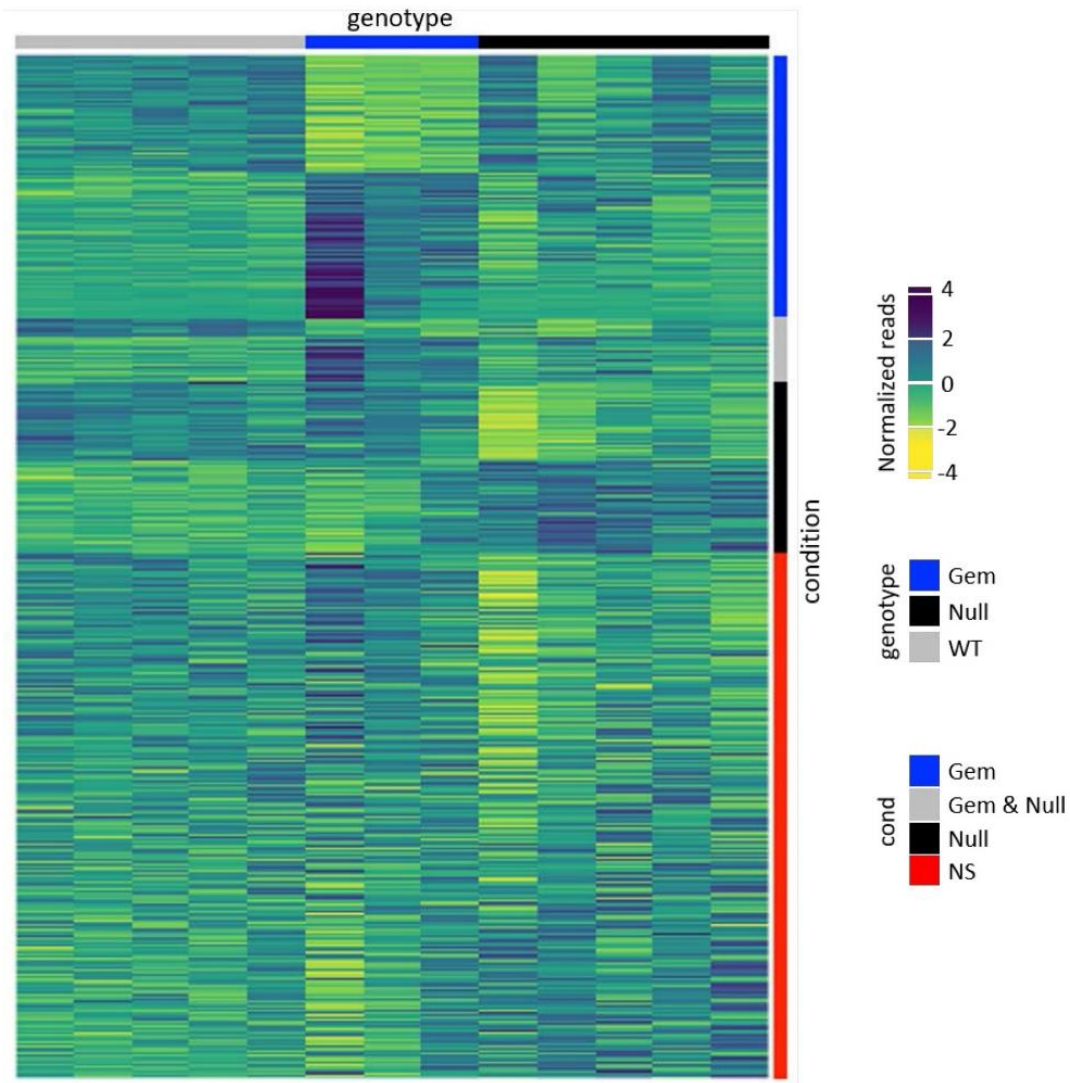 genotype
condition
Normalized reads
4
2
0
-2
-4
genotype
Gem
Null
WT
cond
Gem
Gem & Null
Null
NS